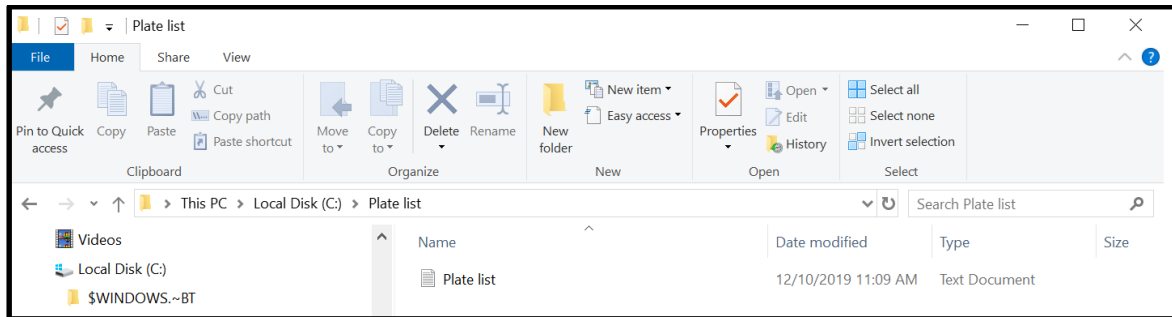 Plate list
File Home Share View
Pin to Quick access
Copy
Paste
Cut
Copy path
Paste shortcut
Clipboard
Move to
Copy to
Delete
Rename
Organize
New folder
New item
Easy access
New
Properties
Open
Edit
History
Open
Select all
Select none
Invert selection
Select
This PC > Local Disk (C:) > Plate list
Search Plate list
Videos
Local Disk (C:)
$WINDOWS.~BT
Name Date modified Type Size
Plate list 12/10/2019 11:09 AM Text Document